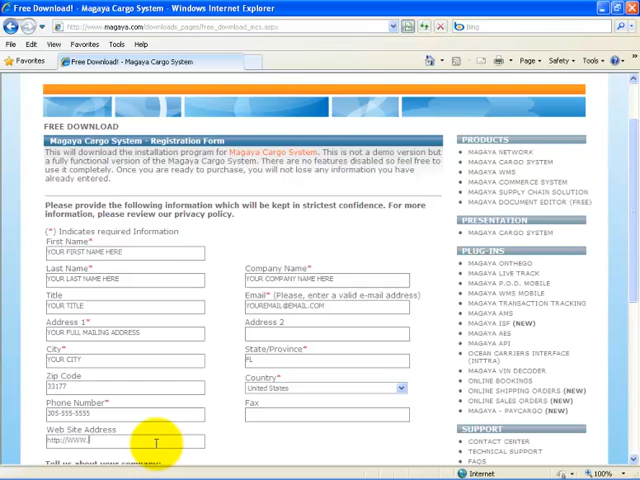 Free Download! - Magaya Cargo System - Windows Internet Explorer
http://www.magaya.com/downloads_pages/free_download_mcs.aspx
Bing
File Edit View Favorites Tools Help
Favorites
Free Download! - Magaya Cargo System
Page Safety Tools
FREE DOWNLOAD
Magaya Cargo System - Registration Form
This will download the installation program for Magaya Cargo System. This is not a demo version but
a fully functional version of the Magaya Cargo System. There are no features disabled so feel free to
use it completely. Once you are ready to purchase, you will not lose any information you have
already entered.
Please provide the following information which will be kept in strictest confidence. For more
information, please review our privacy policy.
(*) Indicates required Information
First Name*
YOUR FIRST NAME HERE
Last Name* Company Name*
YOUR LAST NAME HERE YOUR COMPANY NAME HERE
Title Email* (Please, enter a valid e-mail address)
YOUR TITLE YOUREMAIL@EMAIL.COM
Address 1* Address 2
YOUR FULL MAILING ADDRESS
City* State/Province*
YOUR CITY FL
Zip Code Country*
33177 United States
Phone Number* Fax
305-555-5555
Web Site Address
http://WWW.
Tell us about your company:
PRODUCTS
MAGAYA NETWORK
MAGAYA CARGO SYSTEM
MAGAYA WMS
MAGAYA COMMERCE SYSTEM
MAGAYA SUPPLY CHAIN SOLUTION
MAGAYA DOCUMENT EDITOR (FREE)
PRESENTATION
MAGAYA CARGO SYSTEM
PLUG-INS
MAGAYA ONTHEGO
MAGAYA LIVE TRACK
MAGAYA P.O.D. MOBILE
MAGAYA WMS MOBILE
MAGAYA TRANSACTION TRACKING
MAGAYA AMS
MAGAYA ISF (NEW)
MAGAYA AES
MAGAYA API
OCEAN CARRIERS INTERFACE
(INTTRA)
MAGAYA VIN DECODER
ONLINE BOOKINGS
ONLINE SHIPPING ORDERS (NEW)
ONLINE SALES ORDERS (NEW)
MAGAYA - PAYCARGO (NEW)
SUPPORT
CONTACT CENTER
TECHNICAL SUPPORT
FAQS
Internet
100%